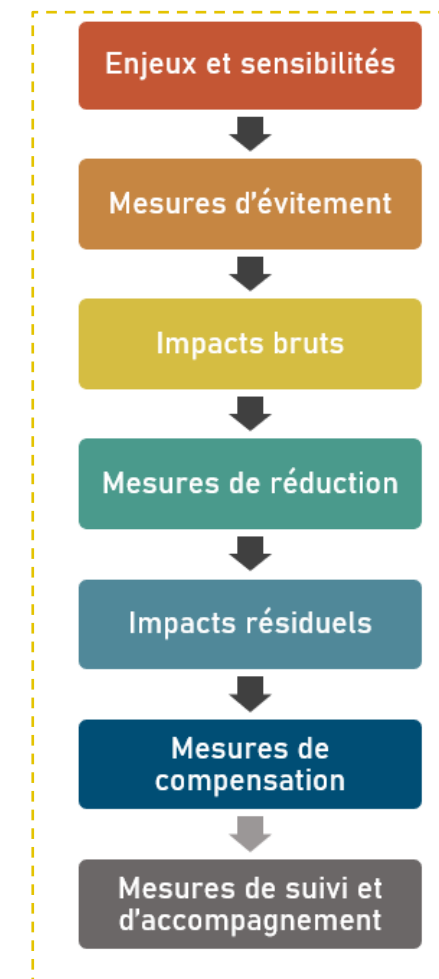 Enjeux et sensibilités
Mesures d'évitement
Impacts bruts
Mesures de réduction
Impacts résiduels
Mesures de
compensation
Mesures de suivi et
d'accompagnement